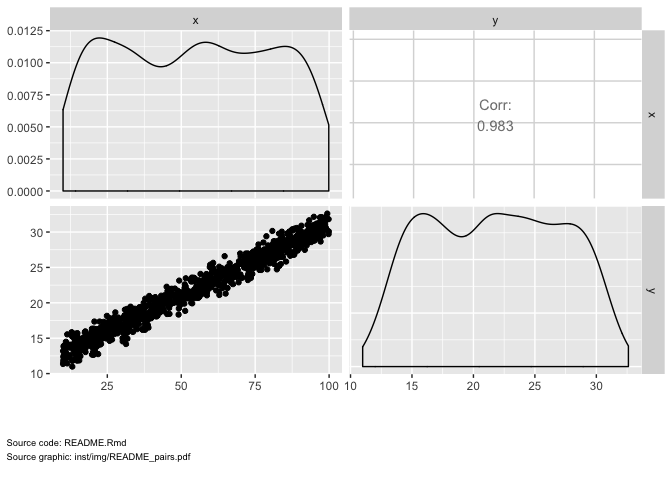 x y
0.0125
0.0100
0.0075
0.0050
0.0025
0.0000
Corr:
0.983
x
30
25
20
15
10
y
25 50 75 100 10 15 20 25 30
Source code: README.Rmd
Source graphic: inst/img/README_pairs.pdf